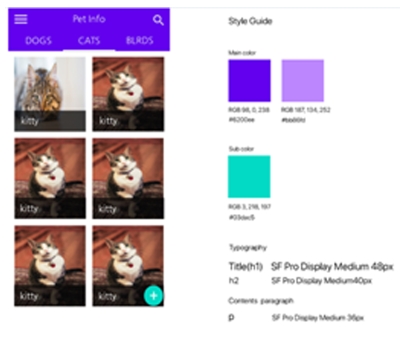 Pet Info
DOGS CATS BLRDS
kitty
kitty
kitty
kitty
kitty
kitty
Style Guide
Main color
RGB 98, 0, 238
#6200ee
RGB 187, 134, 252
#bb86fd
Sub color
RGB 3, 218, 197
#03dac5
Typography
Title(h1) SF Pro Display Medium 48px
h2 SF Pro Display Medium40px
Contents paragraph
p SF Pro Display Medium 36px